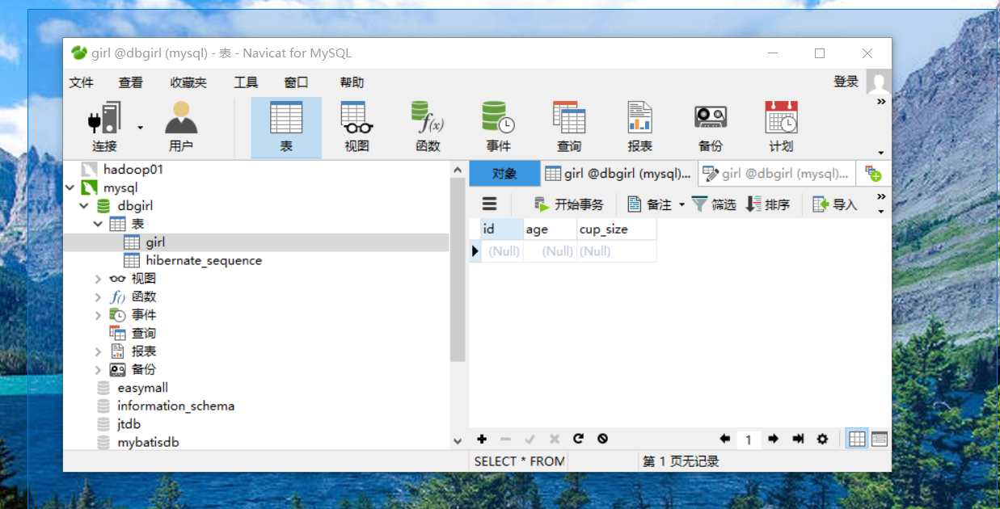 girl @dbgirl (mysql) - 表 - Navicat for MySQL
文件 查看 收藏夹 工具 窗口 帮助 登录
连接 用户 表 视图 函数 事件 查询 报表 备份 计划
hadoop01
mysql
dbgirl
表
girl
hibernate_sequence
视图
函数
事件
查询
报表
备份
easymall
information_schema
jtdb
mybatisdb
对象 girl @dbgirl (mysql)... girl @dbgirl (mysql)...
开始事务 备注 筛选 排序 导入
id age cup_size
(Null) (Null) (Null)
1
SELECT * FROM 第 1 页无记录